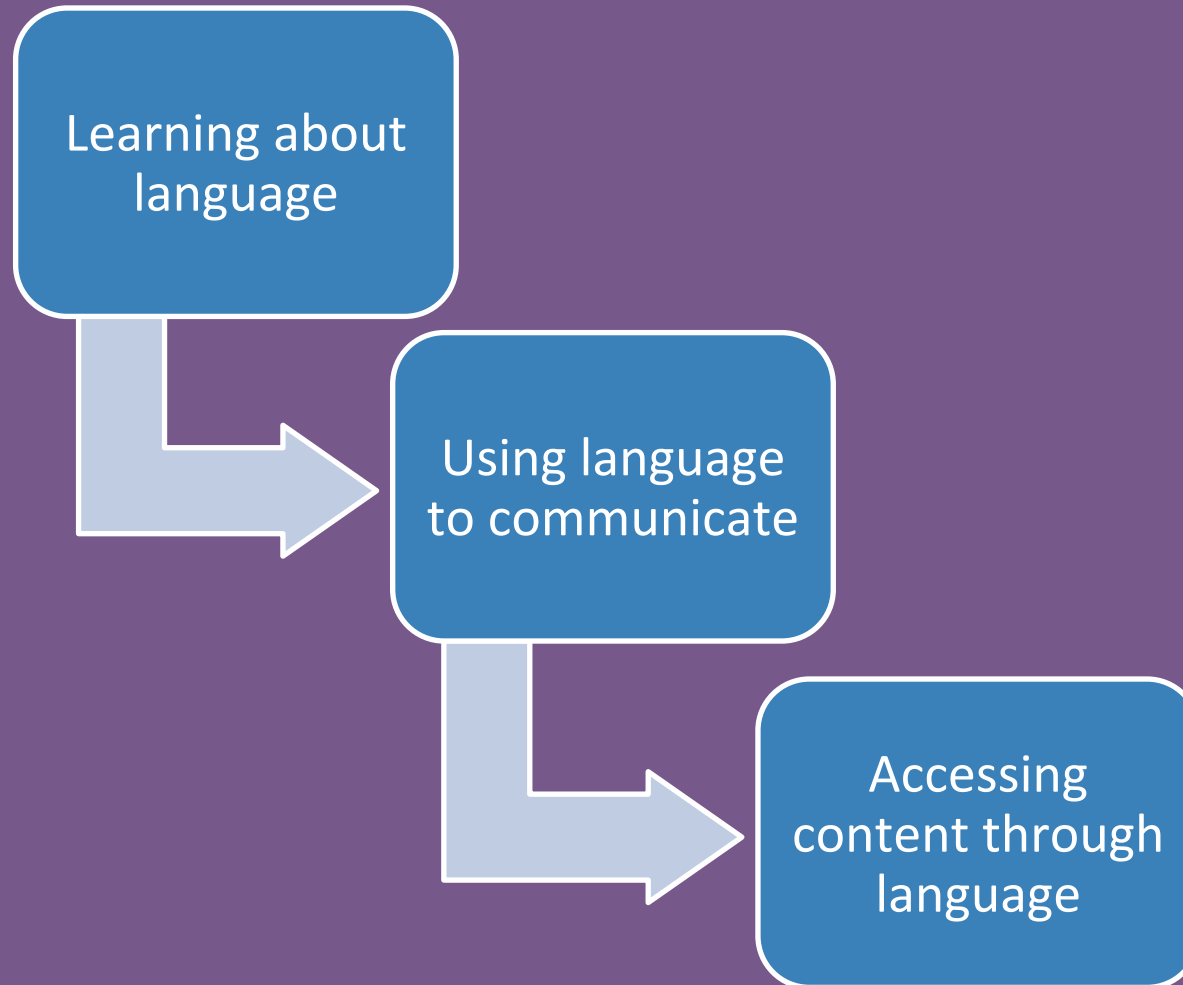 Learning about
language
Using language
to communicate
Accessing
content through
language